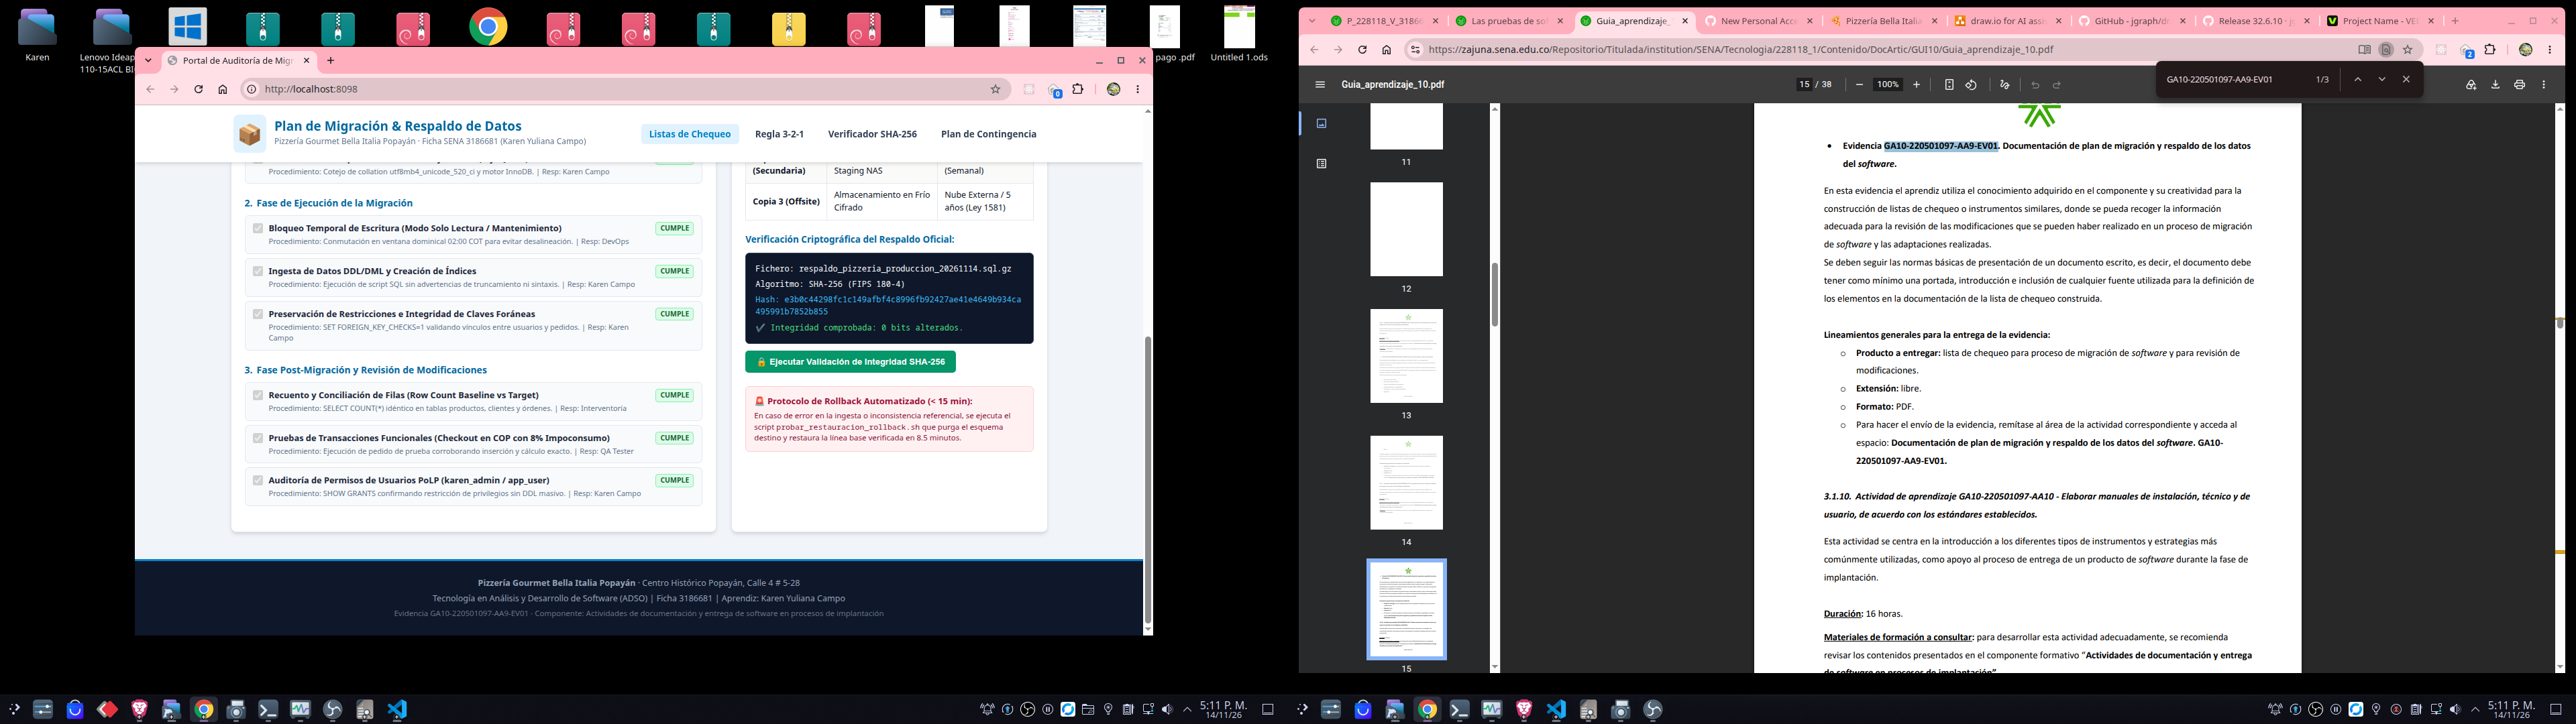 Karen
Lenovo Ideap
110-15ACL BI
pago .pdf
Untitled 1.ods
Portal de Auditoría de Migr
http://localhost:8098
Plan de Migración & Respaldo de Datos
Pizzería Gourmet Bella Italia Popayán · Ficha SENA 3186681 (Karen Yuliana Campo)
Listas de Chequeo
Regla 3-2-1
Verificador SHA-256
Plan de Contingencia
Procedimiento: Cotejo de collation utf8mb4_unicode_520_ci y motor InnoDB. | Resp: Karen Campo
2. Fase de Ejecución de la Migración
Bloqueo Temporal de Escritura (Modo Solo Lectura / Mantenimiento)
CUMPLE
Procedimiento: Conmutación en ventana dominical 02:00 COT para evitar desalineación. | Resp: DevOps
Ingesta de Datos DDL/DML y Creación de Índices
CUMPLE
Procedimiento: Ejecución de script SQL sin advertencias de truncamiento ni sintaxis. | Resp: Karen Campo
Preservación de Restricciones e Integridad de Claves Foráneas
CUMPLE
Procedimiento: SET FOREIGN_KEY_CHECKS=1 validando vínculos entre usuarios y pedidos. | Resp: Karen
Campo
3. Fase Post-Migración y Revisión de Modificaciones
Recuento y Conciliación de Filas (Row Count Baseline vs Target)
CUMPLE
Procedimiento: SELECT COUNT(*) idéntico en tablas productos, clientes y órdenes. | Resp: Interventoría
Pruebas de Transacciones Funcionales (Checkout en COP con 8% Impoconsumo)
CUMPLE
Procedimiento: Ejecución de pedido de prueba corroborando inserción y cálculo exacto. | Resp: QA Tester
Auditoría de Permisos de Usuarios PoLP (karen_admin / app_user)
CUMPLE
Procedimiento: SHOW GRANTS confirmando restricción de privilegios sin DDL masivo. | Resp: Karen Campo
(Secundaria)
Staging NAS
(Semanal)
Copia 3 (Offsite)
Almacenamiento en Frío
Cifrado
Nube Externa / 5
años (Ley 1581)
Verificación Criptográfica del Respaldo Oficial:
Fichero: respaldo_pizzeria_produccion_20261114.sql.gz
Algoritmo: SHA-256 (FIPS 180-4)
Hash: e3b0c44298fc1c149afbf4c8996fb92427ae41e4649b934ca
495991b7852b855
✔ Integridad comprobada: 0 bits alterados.
Ejecutar Validación de Integridad SHA-256
Protocolo de Rollback Automatizado (< 15 min):
En caso de error en la ingesta o inconsistencia referencial, se ejecuta el
script probar_restauracion_rollback.sh que purga el esquema
destino y restaura la línea base verificada en 8.5 minutos.
Pizzería Gourmet Bella Italia Popayán · Centro Histórico Popayán, Calle 4 # 5-28
Tecnología en Análisis y Desarrollo de Software (ADSO) | Ficha 3186681 | Aprendiz: Karen Yuliana Campo
Evidencia GA10-220501097-AA9-EV01 · Componente: Actividades de documentación y entrega de software en procesos de implantación
5:11 P. M.
14/11/26
P_228118_V_3186
Las pruebas de so
Guia_aprendizaje_
New Personal Acc
Pizzería Bella Italia
draw.io for AI assi
GitHub - jgraph/dr
Release 32.6.10 · j
Project Name - VE
https://zajuna.sena.edu.co/Repositorio/Titulada/institution/SENA/Tecnologia/228118_1/Contenido/DocArtic/GUI10/Guia_aprendizaje_10.pdf
Guia_aprendizaje_10.pdf
15 / 38
100%
GA10-220501097-AA9-EV01
1/3
11
12
13
14
15
• Evidencia GA10-220501097-AA9-EV01. Documentación de plan de migración y respaldo de los datos
del software.
En esta evidencia el aprendiz utiliza el conocimiento adquirido en el componente y su creatividad para la
construcción de listas de chequeo o instrumentos similares, donde se pueda recoger la información
adecuada para la revisión de las modificaciones que se pueden haber realizado en un proceso de migración
de software y las adaptaciones realizadas.
Se deben seguir las normas básicas de presentación de un documento escrito, es decir, el documento debe
tener como mínimo una portada, introducción e inclusión de cualquier fuente utilizada para la definición de
los elementos en la documentación de la lista de chequeo construida.
Lineamientos generales para la entrega de la evidencia:
o Producto a entregar: lista de chequeo para proceso de migración de software y para revisión de
modificaciones.
o Extensión: libre.
o Formato: PDF.
o Para hacer el envío de la evidencia, remítase al área de la actividad correspondiente y acceda al
espacio: Documentación de plan de migración y respaldo de los datos del software. GA10-
220501097-AA9-EV01.
3.1.10. Actividad de aprendizaje GA10-220501097-AA10 - Elaborar manuales de instalación, técnico y de
usuario, de acuerdo con los estándares establecidos.
Esta actividad se centra en la introducción a los diferentes tipos de instrumentos y estrategias más
comúnmente utilizadas, como apoyo al proceso de entrega de un producto de software durante la fase de
implantación.
Duración: 16 horas.
Materiales de formación a consultar: para desarrollar esta actividad adecuadamente, se recomienda
revisar los contenidos presentados en el componente formativo “Actividades de documentación y entrega
de software en procesos de implantación”
5:11 P. M.
14/11/26